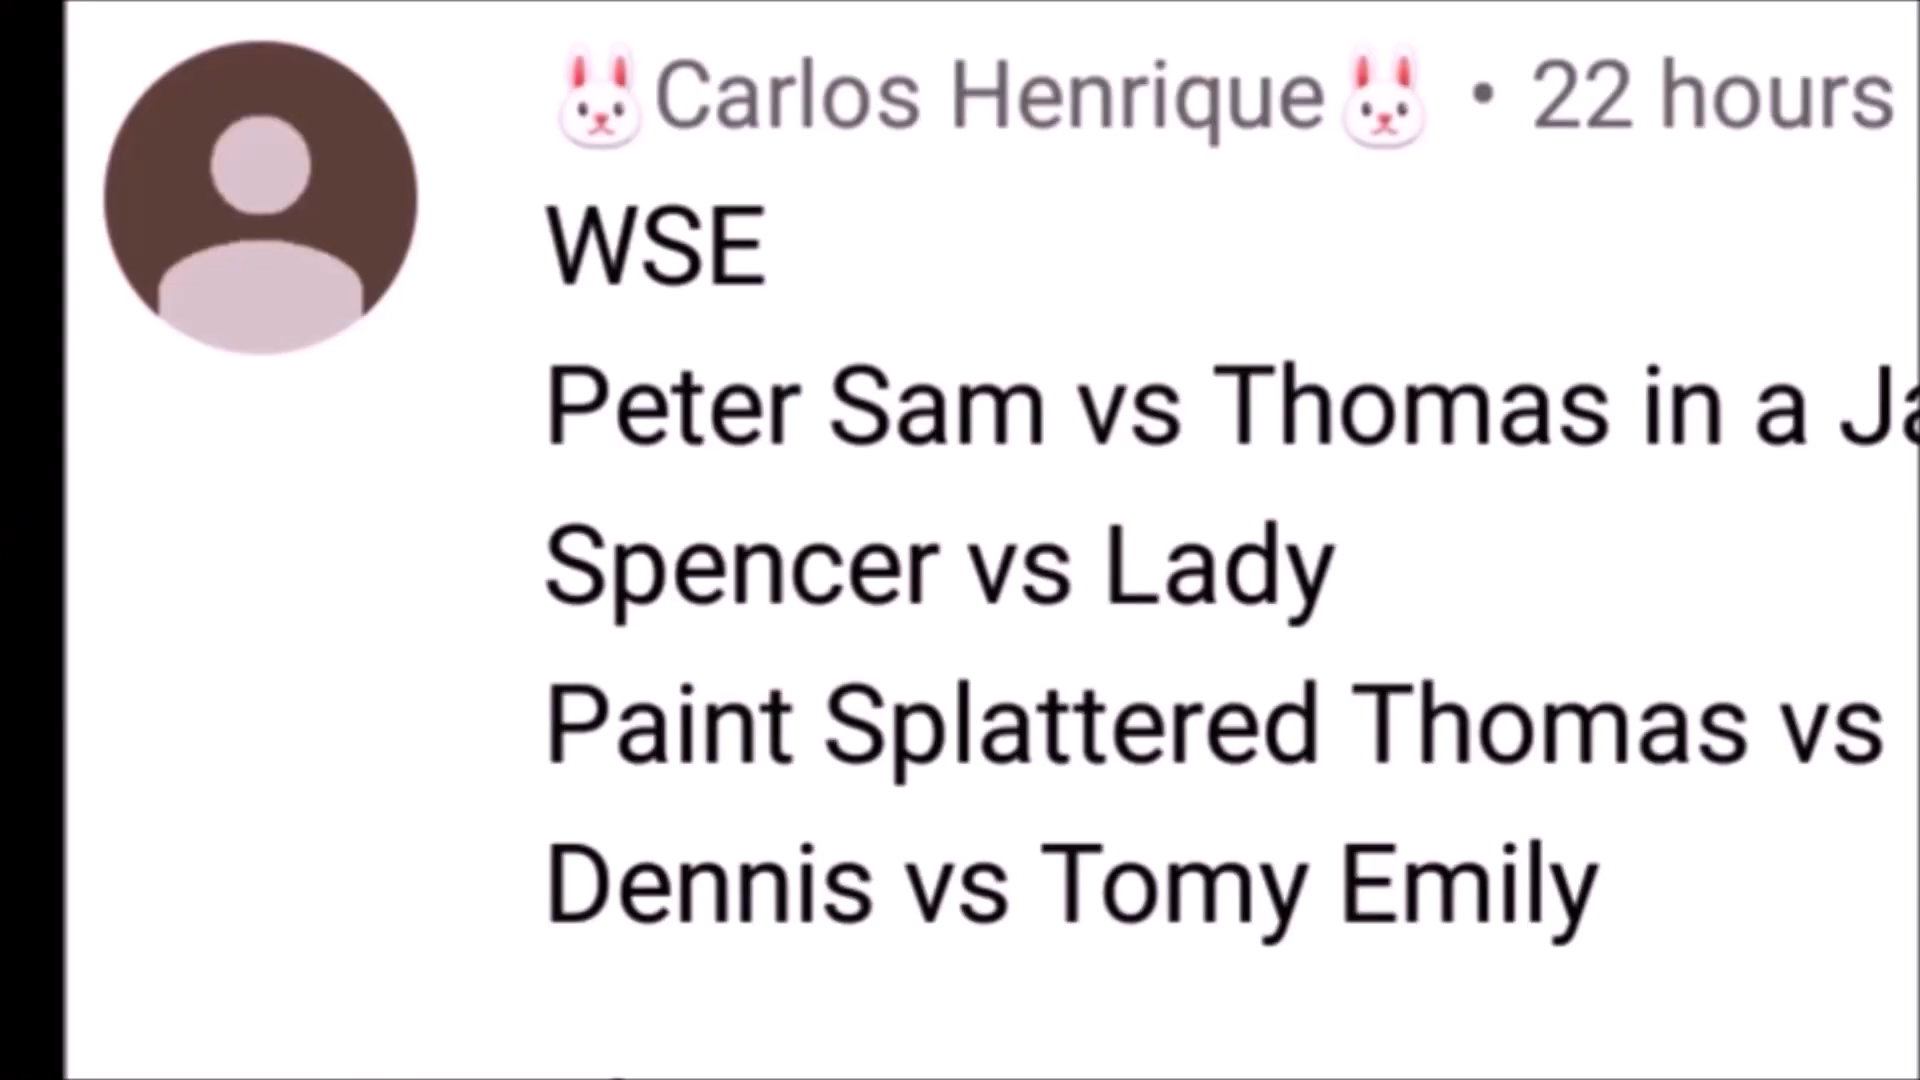 🐰Carlos Henrique🐰 • 22 hours
WSE
Peter Sam vs Thomas in a
Spencer vs Lady
Paint Splattered Thomas vs
Dennis vs Tomy Emily